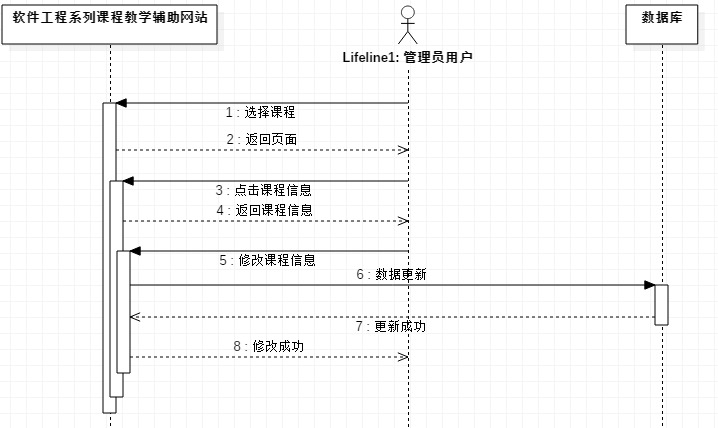 软件工程系列课程教学辅助网站
Lifeline1: 管理员用户
数据库
1 : 选择课程
2 : 返回页面
3 : 点击课程信息
4 : 返回课程信息
5 : 修改课程信息
6 : 数据更新
7 : 更新成功
8 : 修改成功